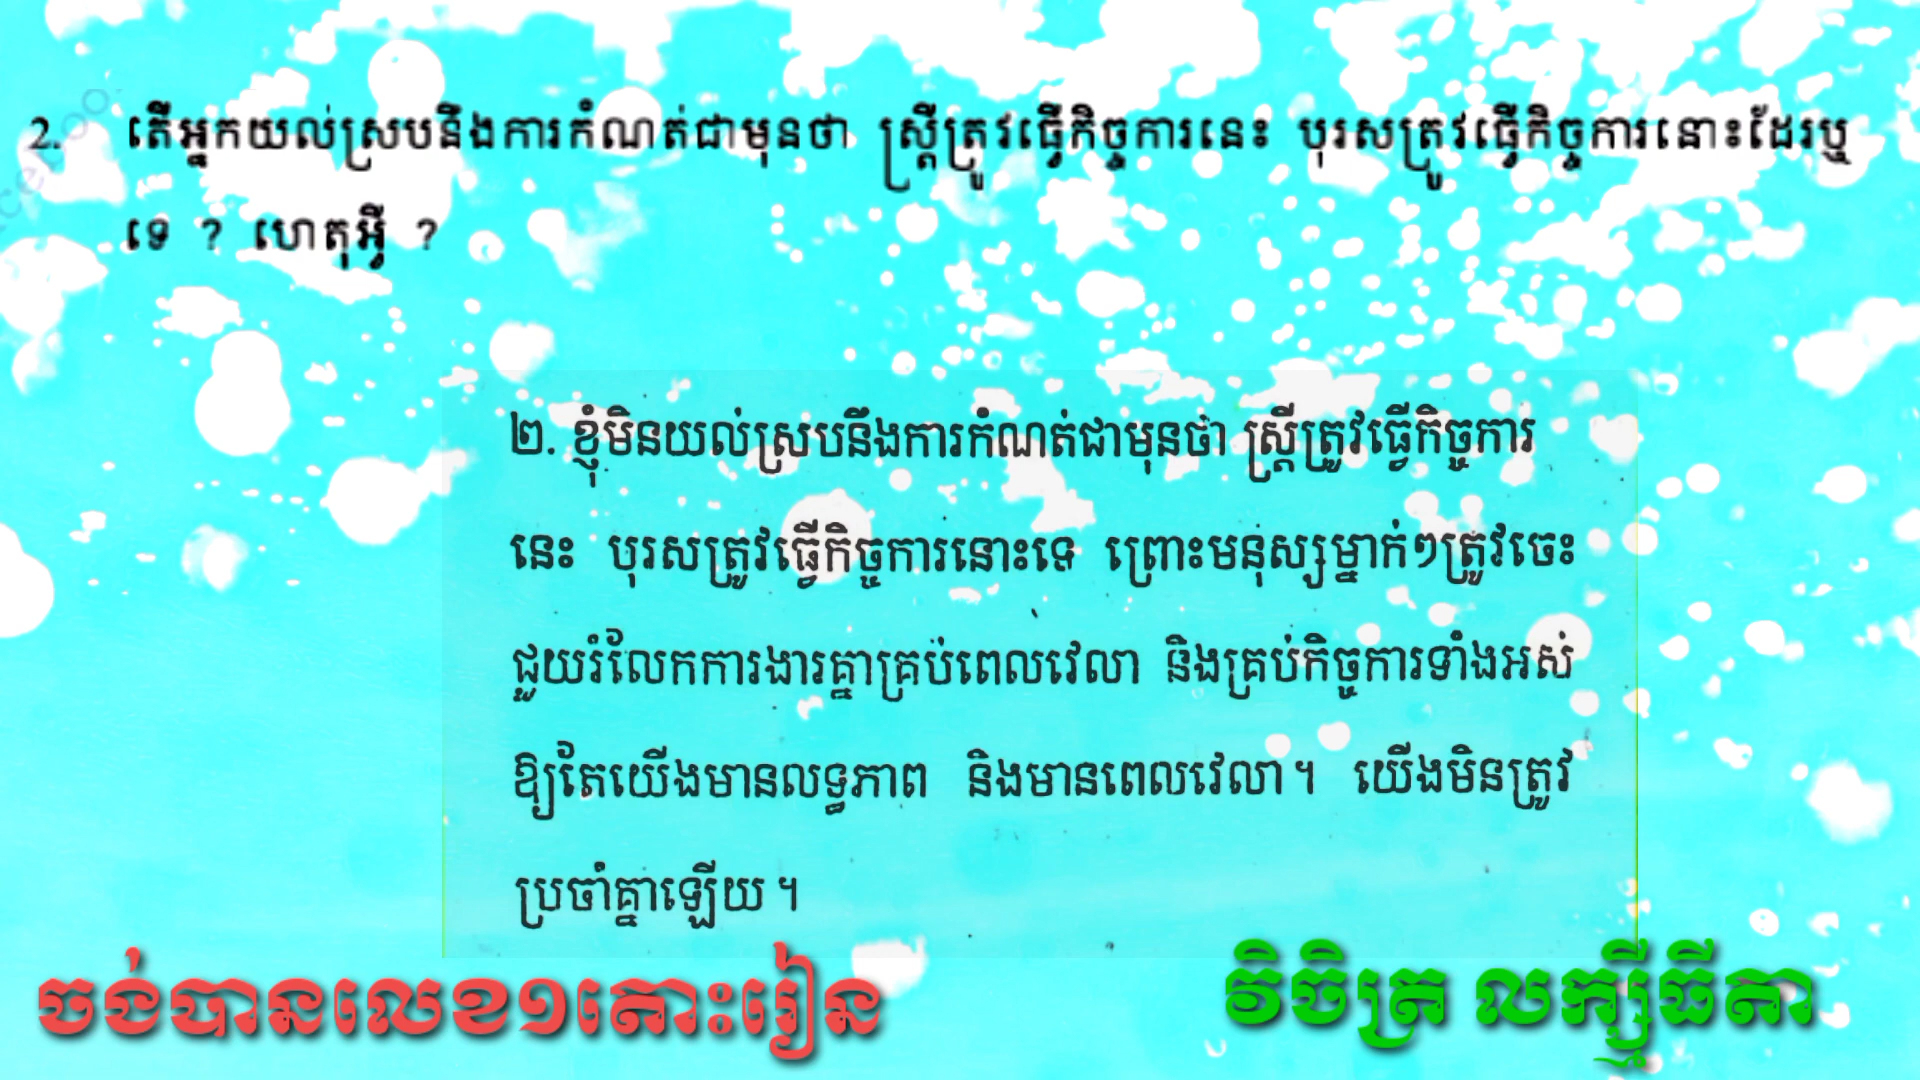 2. តើអ្នកយល់ស្របនឹងការកំណត់ជាមុនថា ស្ត្រីត្រូវធ្វើកិច្ចការនេះ បុរសត្រូវធ្វើកិច្ចការនោះដែរឬ
ទេ ? ហេតុអ្វី ?
២. ខ្ញុំមិនយល់ស្របនឹងការកំណត់ជាមុនថា ស្ត្រីត្រូវធ្វើកិច្ចការ
នេះ បុរសត្រូវធ្វើកិច្ចការនោះទេ ព្រោះមនុស្សម្នាក់ៗត្រូវចេះ
ជួយរំលែកការងារគ្នាគ្រប់ពេលវេលា និងគ្រប់កិច្ចការទាំងអស់
ឱ្យតែយើងមានលទ្ធភាព និងមានពេលវេលា។ យើងមិនត្រូវ
ប្រចាំគ្នាឡើយ។
ចង់បានលេខ១តោះរៀន
វិចិត្រ លក្ស្មីធីតា